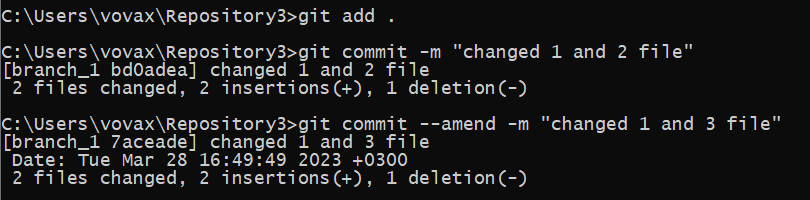 C:\Users\vovax\Repository3>git add .
C:\Users\vovax\Repository3>git commit -m "changed 1 and 2 file"
[branch_1 bd0adea] changed 1 and 2 file
 2 files changed, 2 insertions(+), 1 deletion(-)
C:\Users\vovax\Repository3>git commit --amend -m "changed 1 and 3 file"
[branch_1 7aceade] changed 1 and 3 file
 Date: Tue Mar 28 16:49:49 2023 +0300
 2 files changed, 2 insertions(+), 1 deletion(-)